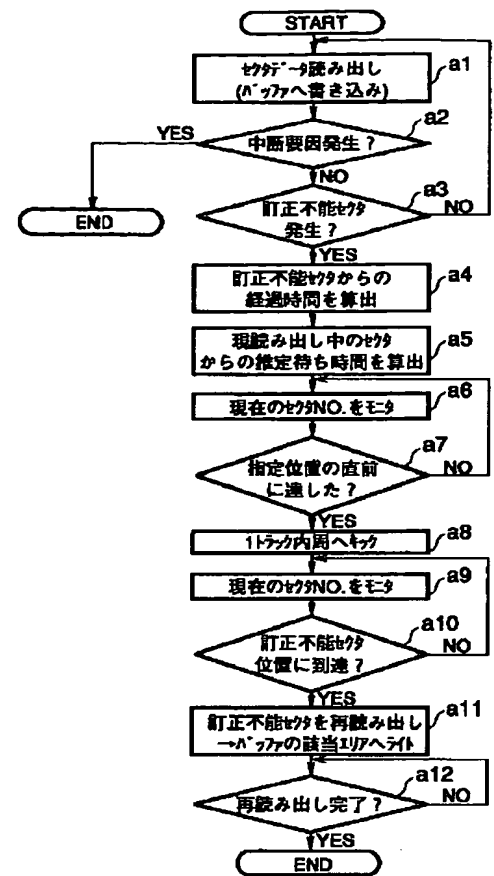 START
ｾｸﾀﾃﾞｰﾀ読み出し
(ﾊﾞｯﾌｧへ書き込み)
a1
a2
YES
中断要因発生？
NO
a3
END
訂正不能ｾｸﾀ
発生？
NO
YES
訂正不能ｾｸﾀからの
経過時間を算出
a4
現読み出し中のｾｸﾀ
からの推定待ち時間を算出
a5
a6
現在のｾｸﾀNO.をﾓﾆﾀ
a7
指定位置の直前
に達した？
NO
YES
1ﾄﾗｯｸ内周へｷｯｸ
a8
a9
現在のｾｸﾀNO.をﾓﾆﾀ
a10
訂正不能ｾｸﾀ
位置に到達？
NO
YES
a11
訂正不能ｾｸﾀを再読み出し
→ﾊﾞｯﾌｧの該当ｴﾘｱへﾗｲﾄ
a12
再読み出し完了？
NO
YES
END